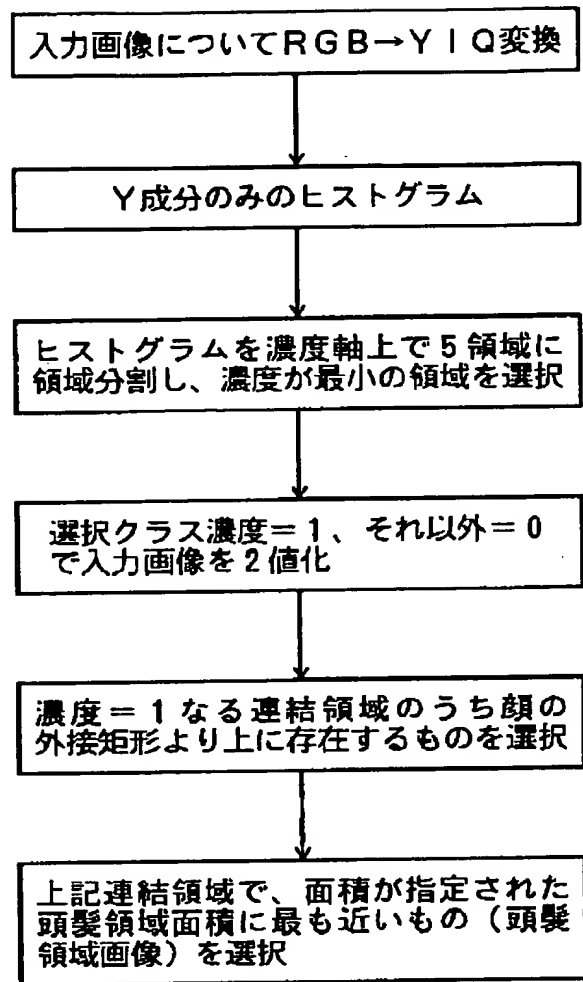 入力画像についてRGB→YIQ変換
Y成分のみのヒストグラム
ヒストグラムを濃度軸上で5領域に
領域分割し、濃度が最小の領域を選択
選択クラス濃度=1、それ以外=0
で入力画像を2値化
濃度=1なる連結領域のうち顔の
外接矩形より上に存在するものを選択
上記連結領域で、面積が指定された
頭髪領域面積に最も近いもの(頭髪
領域画像)を選択